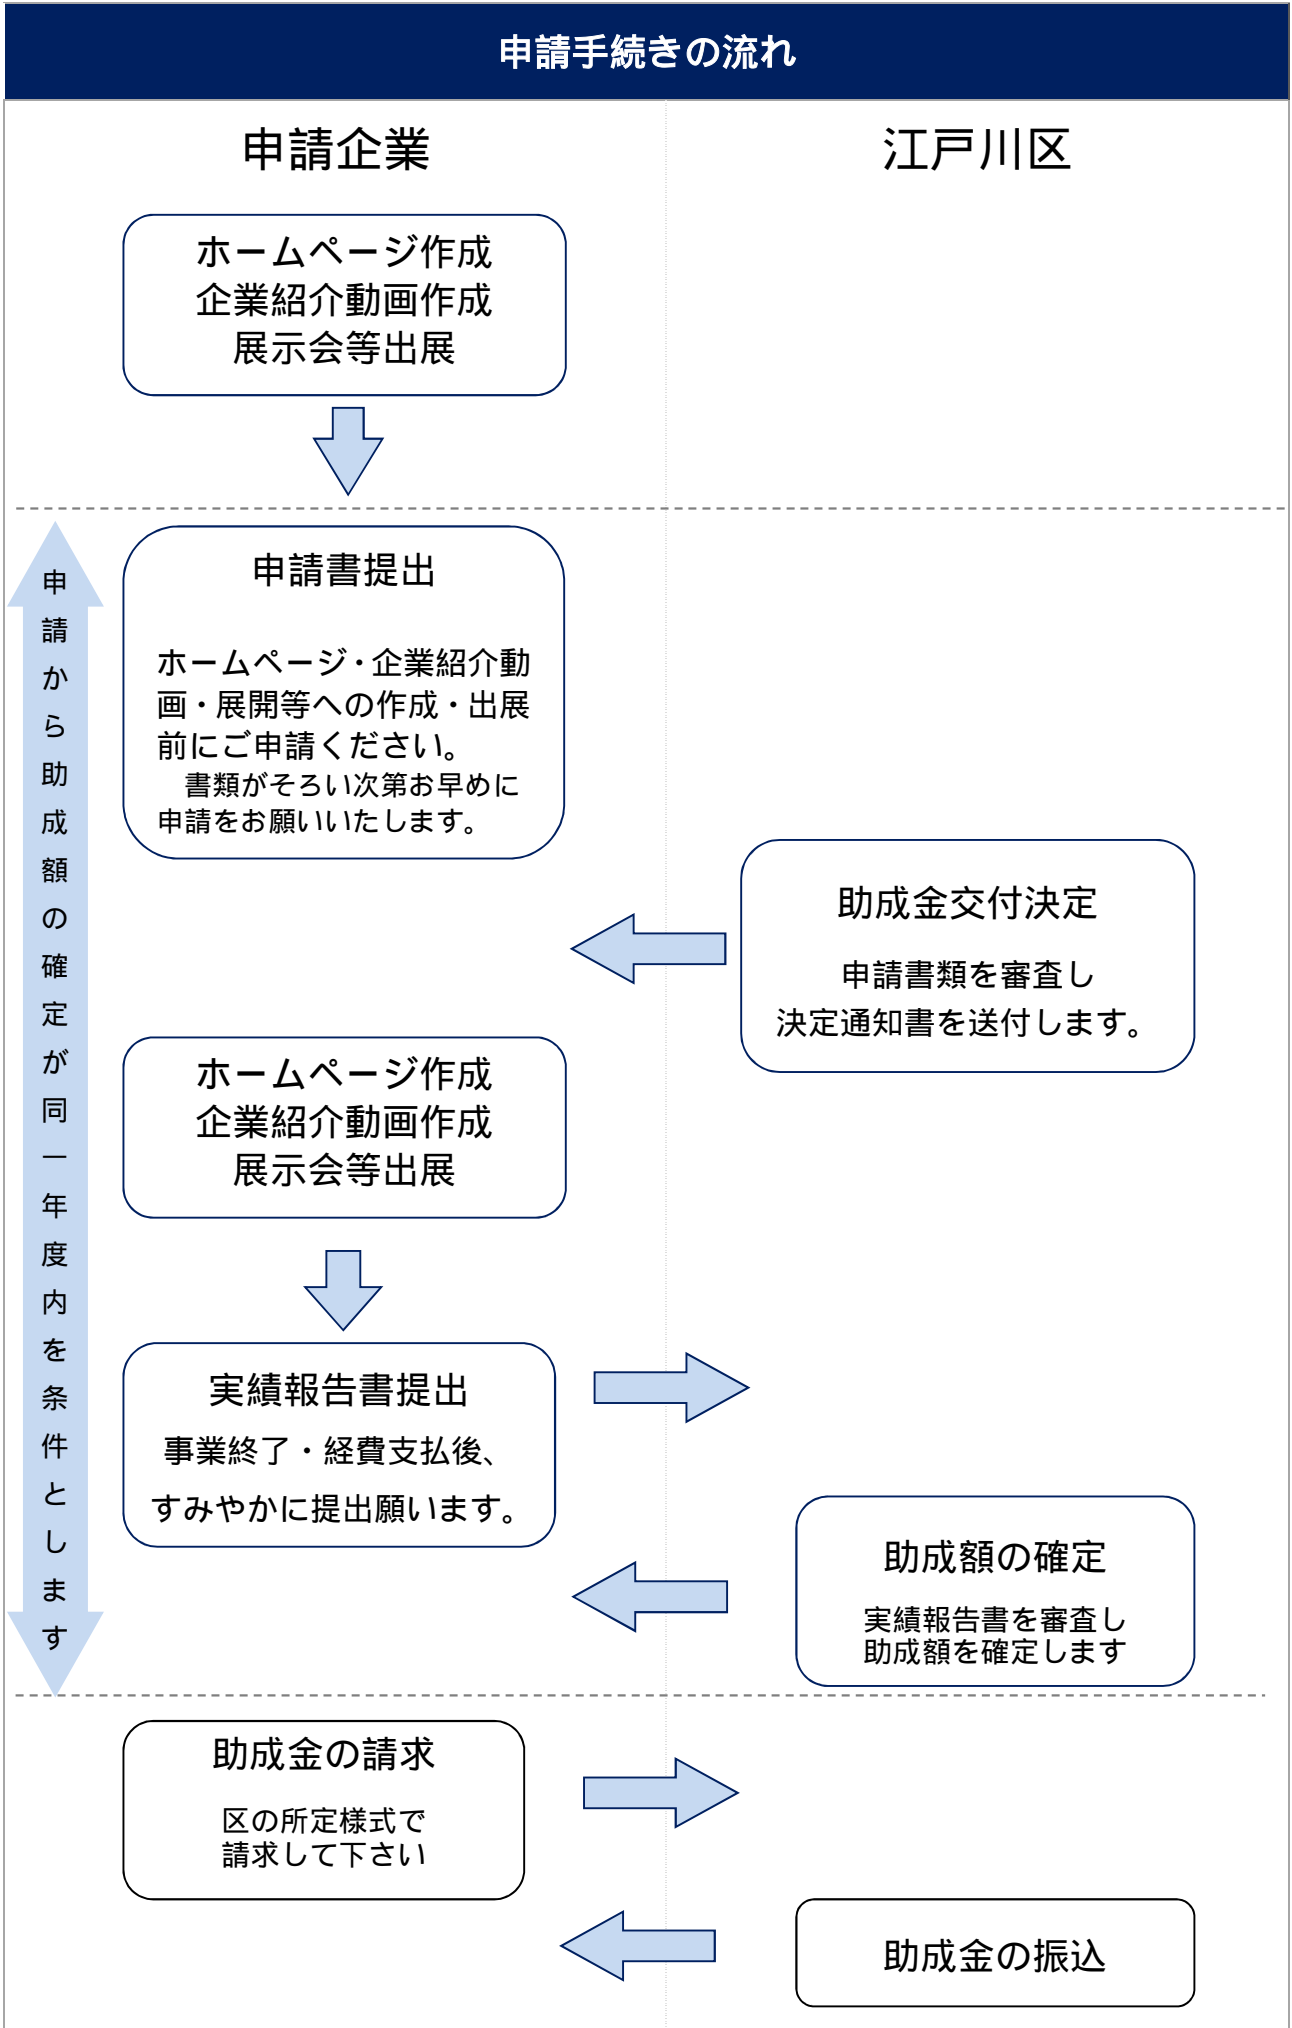 申請手続きの流れ
申請企業
江戸川区
ホームページ作成
企業紹介動画作成
展示会等出展
申請から助成額の確定が同一年度内を条件とします
申請書提出
ホームページ・企業紹介動
画・展開等への作成・出展
前にご申請ください。
書類がそろい次第お早めに
申請をお願いいたします。
助成金交付決定
申請書類を審査し
決定通知書を送付します。
ホームページ作成
企業紹介動画作成
展示会等出展
実績報告書提出
事業終了・経費支払後、
すみやかに提出願います。
助成額の確定
実績報告書を審査し
助成額を確定します
助成金の請求
区の所定様式で
請求して下さい
助成金の振込